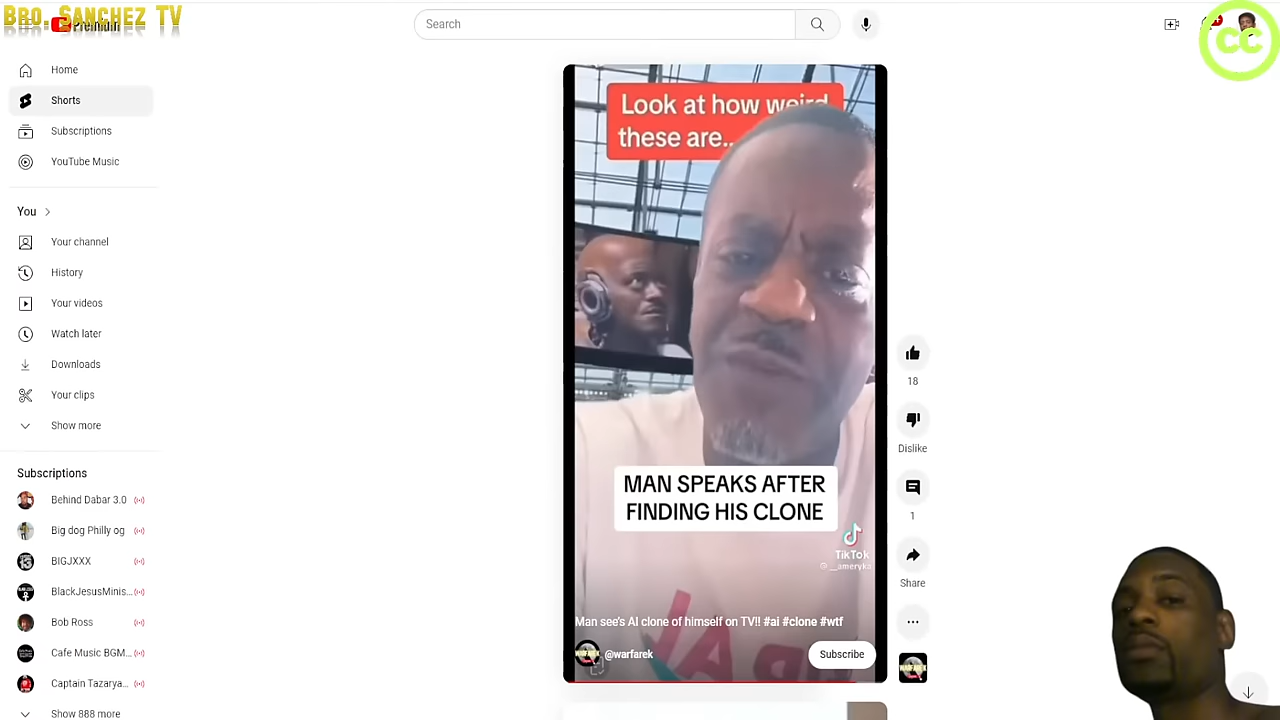 Bro. Sanchez TV
Premium
Search
CC
Home
Shorts
Subscriptions
YouTube Music
You
Your channel
History
Your videos
Watch later
Downloads
Your clips
Show more
Subscriptions
Behind Dabar 3.0
Big dog Philly og
BIGJXXX
BlackJesusMinis...
Bob Ross
Cafe Music BGM...
Captain Tazarya...
Show 888 more
Look at how weird
these are..
MAN SPEAKS AFTER
FINDING HIS CLONE
TikTok
Man see's AI clone of himself on TV!! #ai #clone #wtf
@warfarek
Subscribe
18
Dislike
1
Share